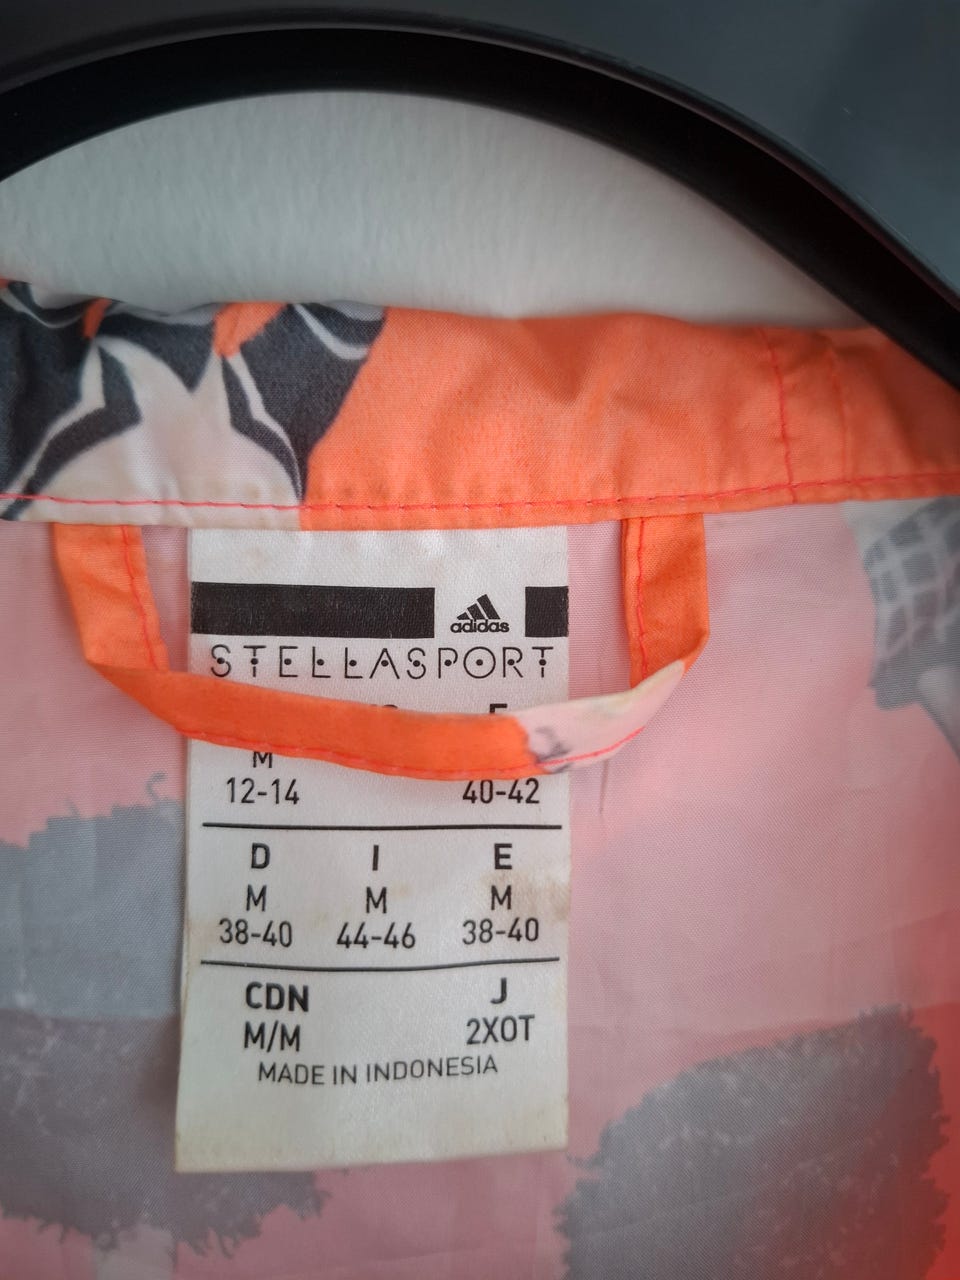 adidas
STELLASPORT
M
12-14 40-42
D I E
M M M
38-40 44-46 38-40
CDN J
M/M 2XOT
MADE IN INDONESIA